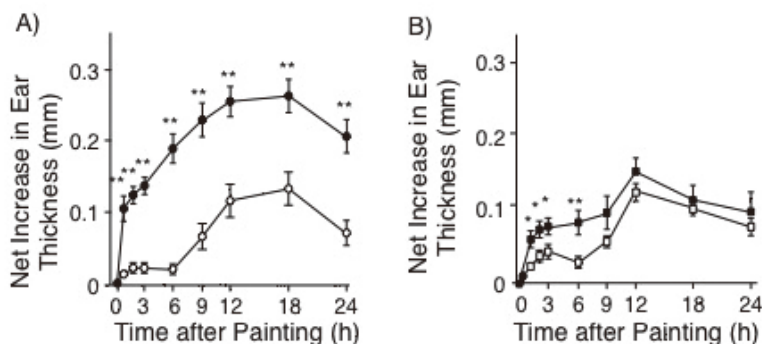 A)
Net Increase in Ear
Thickness (mm)
0.3
0.2
0.1
0
**
**
**
**
**
**
**
**
0 3 6 9 12 18 24
Time after Painting (h)
B)
Net Increase in Ear
Thickness (mm)
0.3
0.2
0.1
0
*
*
*
**
0 3 6 9 12 18 24
Time after Painting (h)